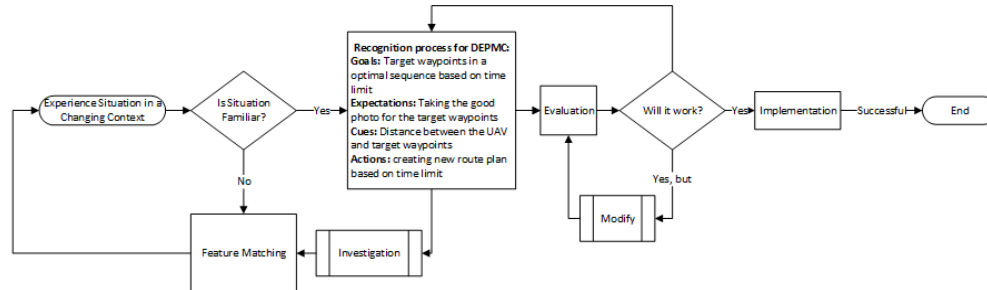 Experience Situation in a
Changing Context
Is Situation
Familiar?
Yes
No
Recognition process for DEPMC:
Goals: Target waypoints in a
optimal sequence based on time
limit
Expectations: Taking the good
photo for the target waypoints
Cues: Distance between the UAV
and target waypoints
Actions: creating new route plan
based on time limit
Evaluation
Will it work?
Yes
Implementation
Successful
End
Yes, but
Modify
Feature Matching
Investigation